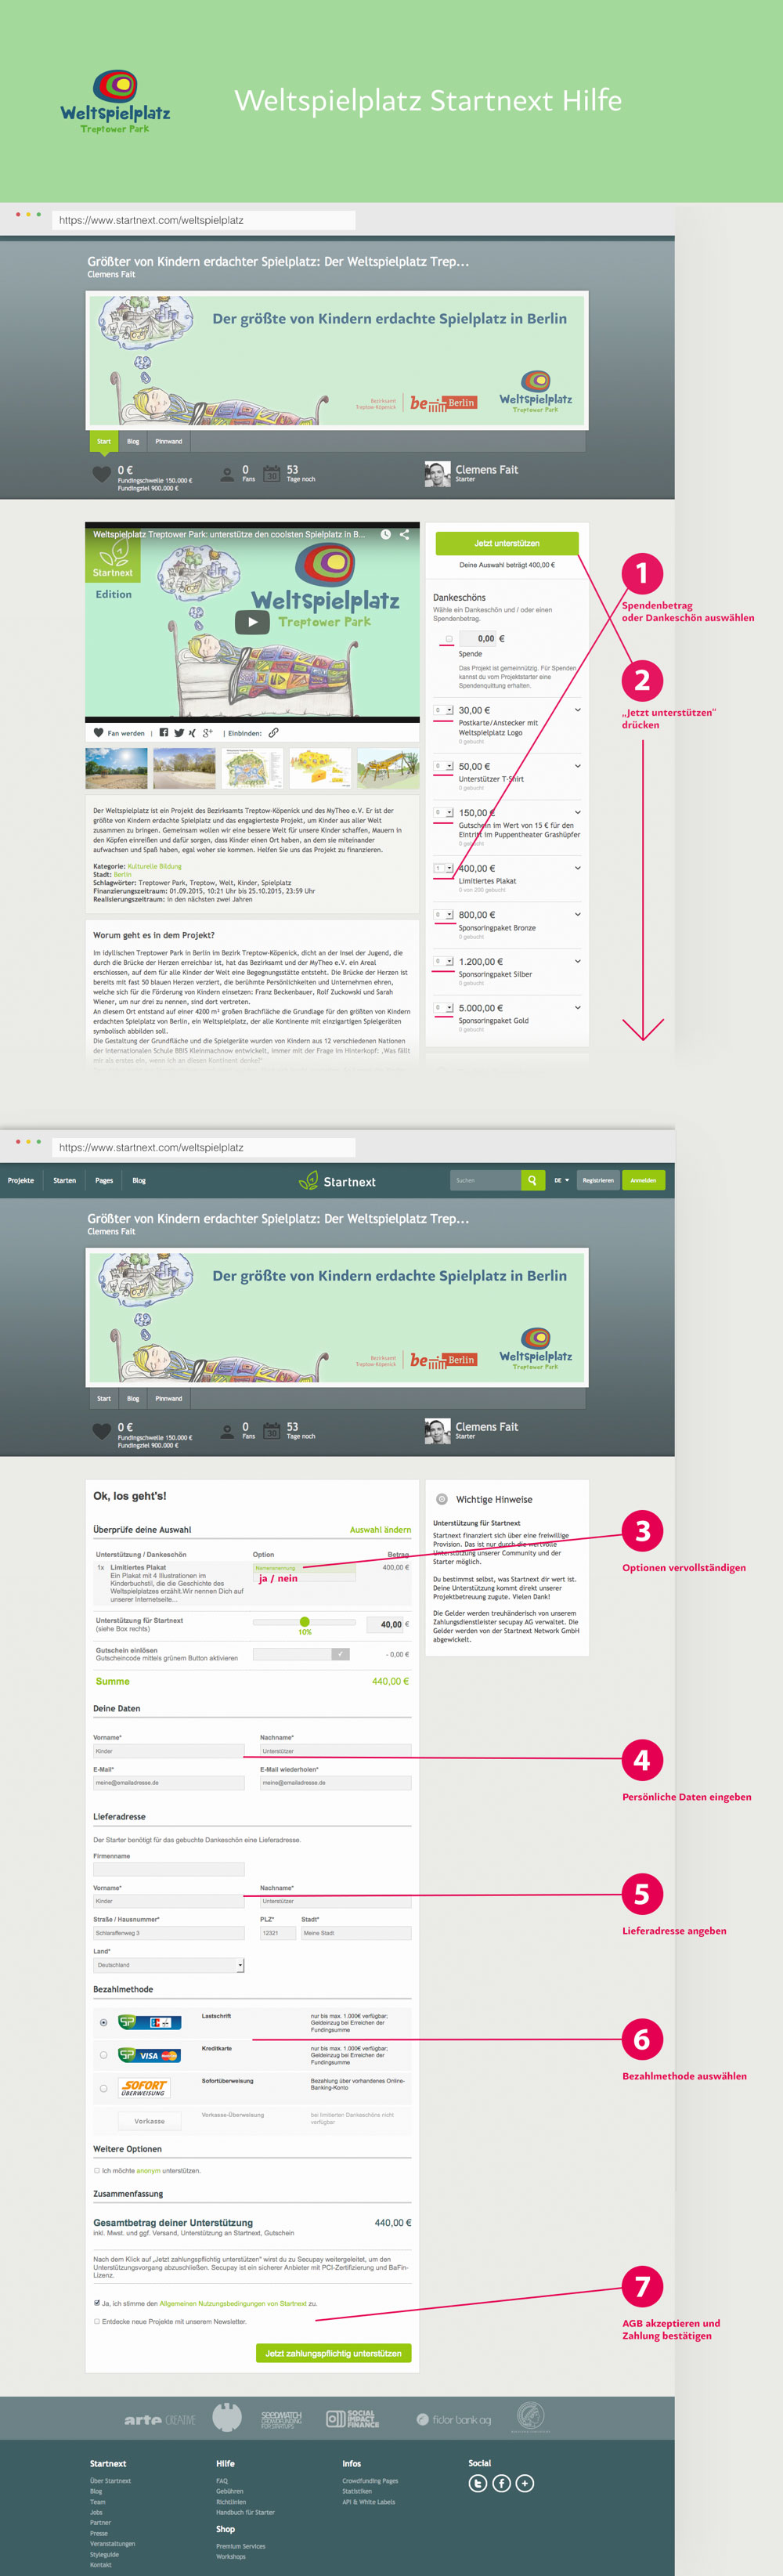 Weltspielplatz
Treptower Park
Weltspielplatz Startnext Hilfe
https://www.startnext.com/weltspielplatz
Größter von Kindern erdachter Spielplatz: Der Weltspielplatz Trep...
Clemens Fait
Der größte von Kindern erdachte Spielplatz in Berlin
Bezirksamt
Treptow-Köpenick
be Berlin
Weltspielplatz
Treptower Park
Start Blog Pinnwand
0 €
Fundingschwelle 150.000 €
Fundingziel 900.000 €
0
Fans
30
53
Tage noch
Clemens Fait
Starter
Weltspielplatz Treptower Park: unterstütze den coolsten Spielplatz in B...
Startnext
Edition
Weltspielplatz
Treptower Park
Fan werden | | Einbinden:
Der Weltspielplatz ist ein Projekt des Bezirksamts Treptow-Köpenick und des MyTheo e.V. Er ist der
größte von Kindern erdachte Spielplatz und das engagierteste Projekt, um Kinder aus aller Welt
zusammen zu bringen. Gemeinsam wollen wir eine bessere Welt für unsere Kinder schaffen, Mauern in
den Köpfen einreißen und dafür sorgen, dass Kinder einen Ort haben, an dem sie miteinander
aufwachsen und Spaß haben, egal woher sie kommen. Helfen Sie uns das Projekt zu finanzieren.
Kategorie: Kulturelle Bildung
Stadt: Berlin
Schlagwörter: Treptower Park, Treptow, Welt, Kinder, Spielplatz
Finanzierungszeitraum: 01.09.2015, 10:21 Uhr bis 25.10.2015, 23:59 Uhr
Realisierungszeitraum: in den nächsten zwei Jahren
Worum geht es in dem Projekt?
Im idyllischen Treptower Park in Berlin im Bezirk Treptow-Köpenick, dicht an der Insel der Jugend, die
durch die Brücke der Herzen erreichbar ist, hat das Bezirksamt und der MyTheo e.V. ein Areal
erschlossen, auf dem für alle Kinder der Welt eine Begegnungsstätte entsteht. Die Brücke der Herzen ist
bereits mit fast 50 blauen Herzen verziert, die berühmte Persönlichkeiten und Unternehmen ehren,
welche sich für die Förderung von Kindern einsetzen: Franz Beckenbauer, Rolf Zuckowski und Sarah
Wiener, um nur drei zu nennen, sind dort vertreten.
An diesem Ort entstand auf einer 4200 m² großen Brachfläche die Grundlage für den größten von Kindern
erdachten Spielplatz von Berlin, ein Weltspielplatz, der alle Kontinente mit einzigartigen Spielgeräten
symbolisch abbilden soll.
Die Gestaltung der Grundfläche und die Spielgeräte wurden von Kindern aus 12 verschiedenen Nationen
der Internationalen Schule BBIS Kleinmachnow entwickelt, immer mit der Frage im Hinterkopf: „Was fällt
mir als erstes ein, wenn ich an diesen Kontinent denke?"
Jetzt unterstützen
Deine Auswahl beträgt 400,00 €
Dankeschöns
Wähle ein Dankeschön und / oder einen
Spendenbetrag.
0,00 €
Spende
Das Projekt ist gemeinnützig. Für Spenden
kannst du vom Projektstarter eine
Spendenquittung erhalten.
0 30,00 €
Postkarte/Anstecker mit
Weltspielplatz Logo
0 gebucht
0 50,00 €
Unterstützer T-Shirt
0 gebucht
0 150,00 €
Gutschein im Wert von 15 € für den
Eintritt im Puppentheater Grashüpfer
0 gebucht
1 400,00 €
Limitiertes Plakat
0 von 200 gebucht
0 800,00 €
Sponsoringpaket Bronze
0 gebucht
0 1.200,00 €
Sponsoringpaket Silber
0 gebucht
0 5.000,00 €
Sponsoringpaket Gold
0 gebucht
1
Spendenbetrag
oder Dankeschön auswählen
2
„Jetzt unterstützen"
drücken
https://www.startnext.com/weltspielplatz
Projekte Starten Pages Blog
Startnext
Suchen
DE
Registrieren
Anmelden
Größter von Kindern erdachter Spielplatz: Der Weltspielplatz Trep...
Clemens Fait
Der größte von Kindern erdachte Spielplatz in Berlin
Bezirksamt
Treptow-Köpenick
be Berlin
Weltspielplatz
Treptower Park
Start Blog Pinnwand
0 €
Fundingschwelle 150.000 €
Fundingziel 900.000 €
0
Fans
30
53
Tage noch
Clemens Fait
Starter
Ok, los geht's!
Überprüfe deine Auswahl Auswahl ändern
Unterstützung / Dankeschön Option Betrag
1x Limitiertes Plakat 400,00 €
Ein Plakat mit 4 Illustrationen im
Kinderbuchstil, die die Geschichte des
Weltspielplatzes erzählt.Wir nennen Dich auf
unserer Internetseite...
Namensnennung
ja / nein
Unterstützung für Startnext
(siehe Box rechts)
10%
40,00 €
Gutschein einlösen
Gutscheincode mittels grünem Button aktivieren
- 0,00 €
Summe 440,00 €
Deine Daten
Vorname* Nachname*
Kinder Unterstützer
E-Mail* E-Mail wiederholen*
meine@emailadresse.de meine@emailadresse.de
Lieferadresse
Der Starter benötigt für das gebuchte Dankeschön eine Lieferadresse.
Firmenname
Vorname* Nachname*
Kinder Unterstützer
Straße / Hausnummer* PLZ* Stadt*
Schlaraffenweg 3 12321 Meine Stadt
Land*
Deutschland
Bezahlmethode
Lastschrift
nur bis max. 1.000€ verfügbar;
Geldeinzug bei Erreichen der
Fundingsumme
VISA
Kreditkarte
nur bis max. 1.000€ verfügbar;
Geldeinzug bei Erreichen der
Fundingsumme
SOFORT
ÜBERWEISUNG
Sofortüberweisung
Bezahlung über vorhandenes Online-
Banking-Konto
Vorkasse
Vorkasse-Überweisung
bei limitierten Dankeschöns nicht
verfügbar
Weitere Optionen
Ich möchte anonym unterstützen.
Zusammenfassung
Gesamtbetrag deiner Unterstützung 440,00 €
inkl. Mwst. und ggf. Versand, Unterstützung an Startnext, Gutschein
Nach dem Klick auf „Jetzt zahlungspflichtig unterstützen" wirst du zu Secupay weitergeleitet, um den
Unterstützungsvorgang abzuschließen. Secupay ist ein sicherer Anbieter mit PCI-Zertifizierung und BaFin-
Lizenz.
Ja, ich stimme den Allgemeinen Nutzungsbedingungen von Startnext zu.
Entdecke neue Projekte mit unserem Newsletter.
Jetzt zahlungspflichtig unterstützen
Wichtige Hinweise
Unterstützung für Startnext
Startnext finanziert sich über eine freiwillige
Provision. Das ist nur durch die wertvolle
Unterstützung unserer Community und der
Starter möglich.
Du bestimmst selbst, was Startnext dir wert ist.
Deine Unterstützung kommt direkt unserer
Projektbetreuung zugute. Vielen Dank!
Die Gelder werden treuhänderisch von unserem
Zahlungsdienstleister secupay AG verwaltet. Die
Gelder werden von der Startnext Network GmbH
abgewickelt.
3
Optionen vervollständigen
4
Persönliche Daten eingeben
5
Lieferadresse angeben
6
Bezahlmethode auswählen
7
AGB akzeptieren und
Zahlung bestätigen
arte CREATIVE
SEEDMATCH
CROWDFUNDING
FÜR STARTUPS
SOCIAL
IMPACT
FINANCE
fidor bank ag
Startnext
Über Startnext
Blog
Team
Jobs
Partner
Presse
Veranstaltungen
Styleguide
Kontakt
Hilfe
FAQ
Gebühren
Richtlinien
Handbuch für Starter
Shop
Premium Services
Workshops
Infos
Crowdfunding Pages
Statistiken
API & White Labels
Social